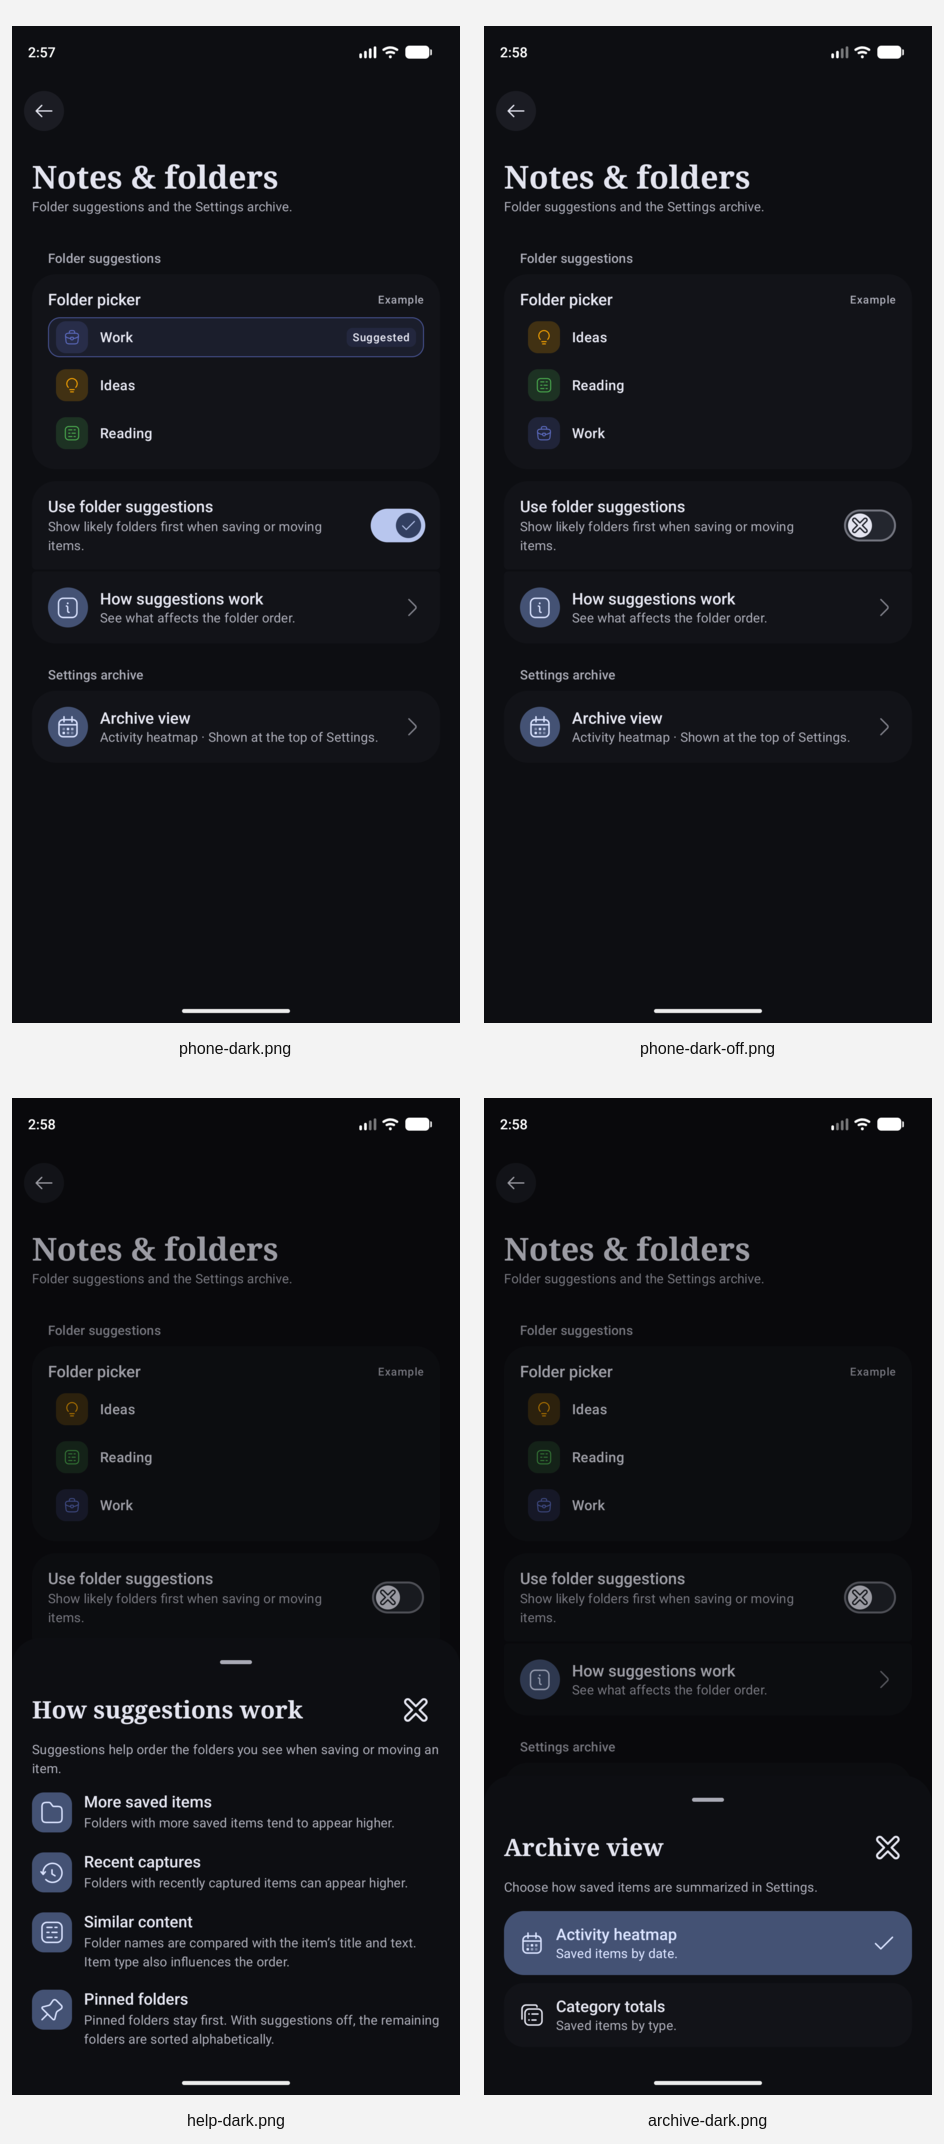 2:57
Notes & folders
Folder suggestions and the Settings archive.
Folder suggestions
Folder picker
Example
Work
Suggested
Ideas
Reading
Use folder suggestions
Show likely folders first when saving or moving
items.
How suggestions work
See what affects the folder order.
Settings archive
Archive view
Activity heatmap · Shown at the top of Settings.
phone-dark.png
2:58
Notes & folders
Folder suggestions and the Settings archive.
Folder suggestions
Folder picker
Example
Ideas
Reading
Work
Use folder suggestions
Show likely folders first when saving or moving
items.
How suggestions work
See what affects the folder order.
Settings archive
Archive view
Activity heatmap · Shown at the top of Settings.
phone-dark-off.png
2:58
Notes & folders
Folder suggestions and the Settings archive.
Folder suggestions
Folder picker
Example
Ideas
Reading
Work
Use folder suggestions
Show likely folders first when saving or moving
items.
How suggestions work
Suggestions help order the folders you see when saving or moving an
item.
More saved items
Folders with more saved items tend to appear higher.
Recent captures
Folders with recently captured items can appear higher.
Similar content
Folder names are compared with the item's title and text.
Item type also influences the order.
Pinned folders
Pinned folders stay first. With suggestions off, the remaining
folders are sorted alphabetically.
help-dark.png
2:58
Notes & folders
Folder suggestions and the Settings archive.
Folder suggestions
Folder picker
Example
Ideas
Reading
Work
Use folder suggestions
Show likely folders first when saving or moving
items.
How suggestions work
See what affects the folder order.
Settings archive
Archive view
Choose how saved items are summarized in Settings.
Activity heatmap
Saved items by date.
Category totals
Saved items by type.
archive-dark.png